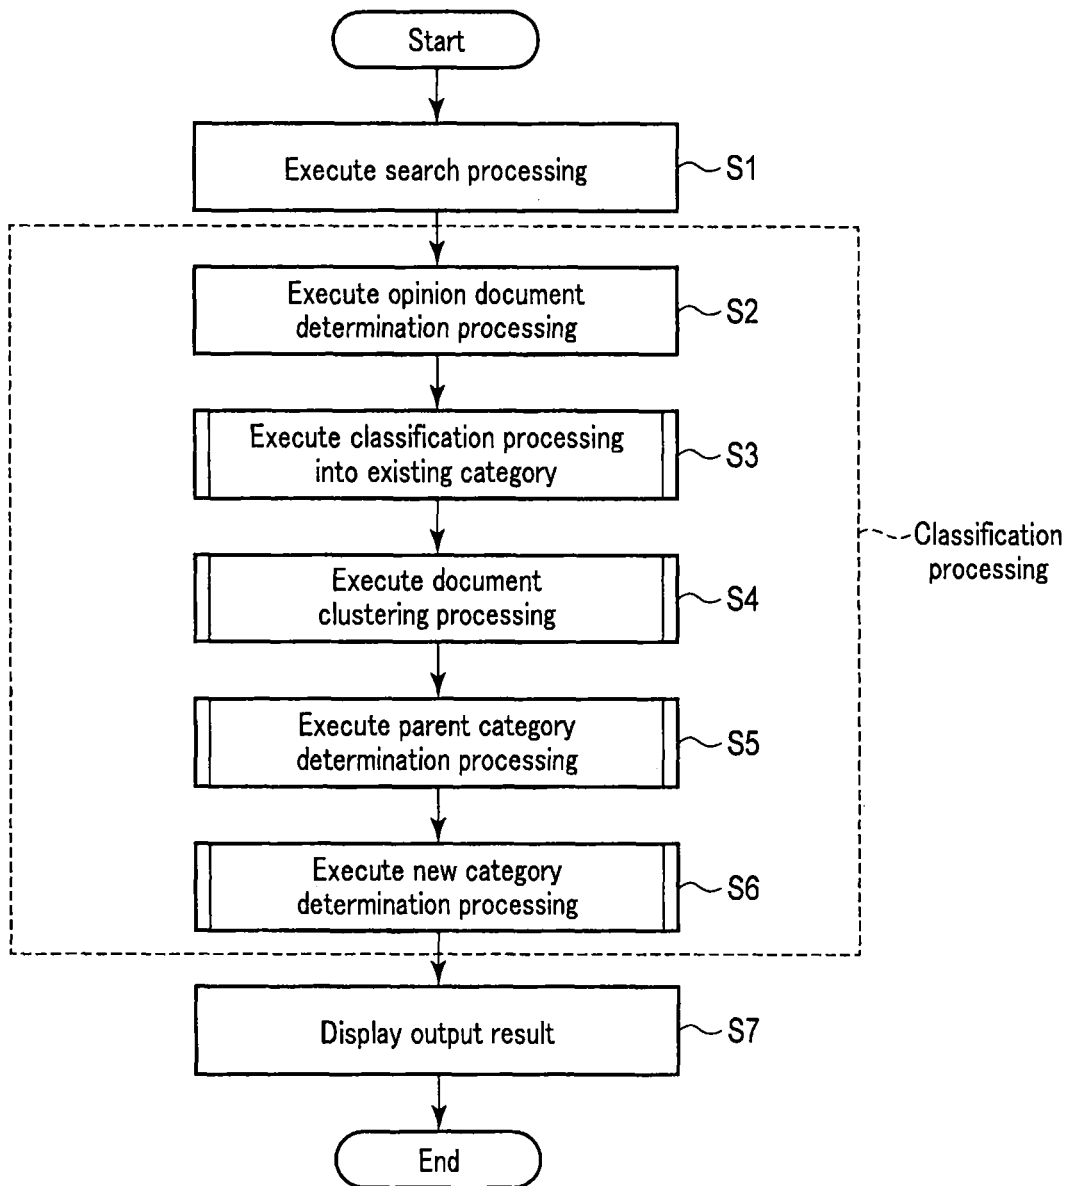 Start
Execute search processing
S1
Execute opinion document
determination processing
S2
Execute classification processing
into existing category
S3
Classification
processing
Execute document
clustering processing
S4
Execute parent category
determination processing
S5
Execute new category
determination processing
S6
Display output result
S7
End